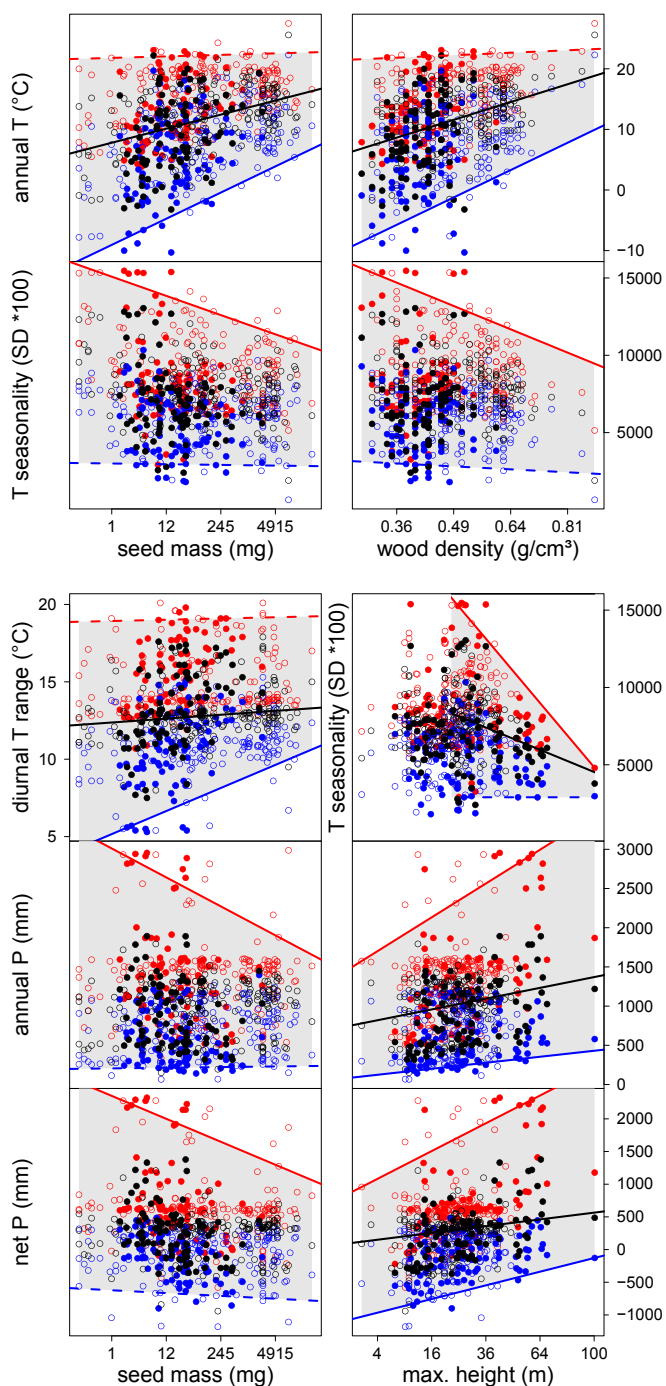 annual T (°C)
20
10
0
−10
T seasonality (SD *100)
15000
10000
5000
1 12 245 4915
seed mass (mg)
0.36 0.49 0.64 0.81
wood density (g/cm³)
diurnal T range (°C)
20
15
10
5
T seasonality (SD *100)
15000
10000
5000
annual P (mm)
3000
2500
2000
1500
1000
500
0
net P (mm)
2000
1500
1000
500
0
−500
−1000
1 12 245 4915
seed mass (mg)
4 16 36 64 100
max. height (m)